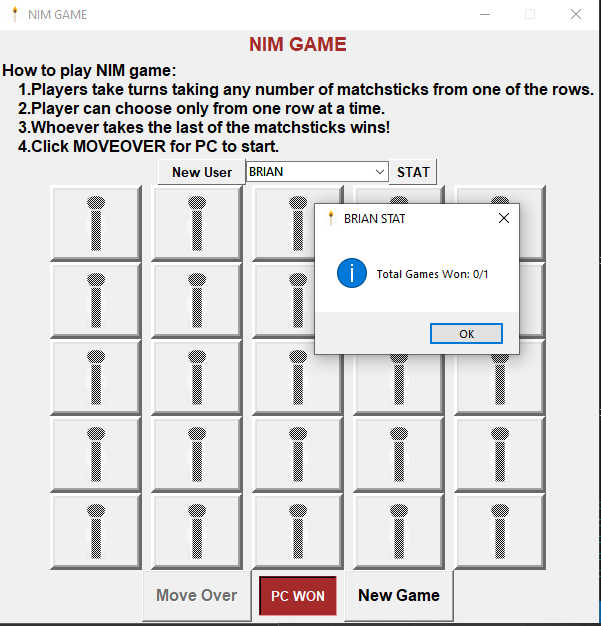 NIM GAME
NIM GAME
How to play NIM game:
1.Players take turns taking any number of matchsticks from one of the rows.
2.Player can choose only from one row at a time.
3.Whoever takes the last of the matchsticks wins!
4.Click MOVEOVER for PC to start.
New User BRIAN STAT
BRIAN STAT
Total Games Won: 0/1
OK
Move Over PC WON New Game